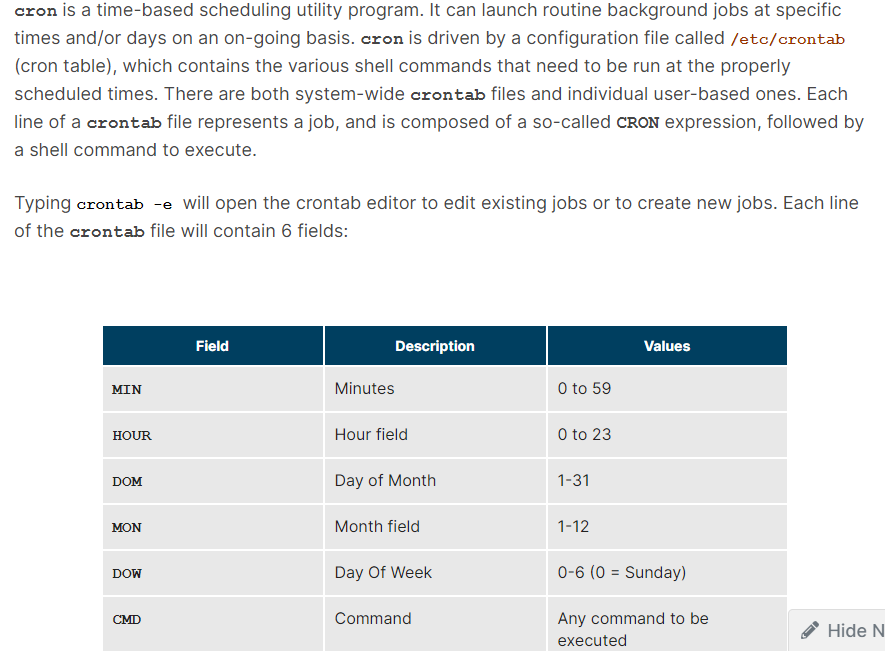 cron is a time-based scheduling utility program. It can launch routine background jobs at specific
times and/or days on an on-going basis. cron is driven by a configuration file called /etc/crontab
(cron table), which contains the various shell commands that need to be run at the properly
scheduled times. There are both system-wide crontab files and individual user-based ones. Each
line of a crontab file represents a job, and is composed of a so-called CRON expression, followed by
a shell command to execute.
Typing crontab -e will open the crontab editor to edit existing jobs or to create new jobs. Each line
of the crontab file will contain 6 fields:
Field Description Values
MIN Minutes 0 to 59
HOUR Hour field 0 to 23
DOM Day of Month 1-31
MON Month field 1-12
DOW Day Of Week 0-6 (0 = Sunday)
CMD Command Any command to be
executed
Hide N